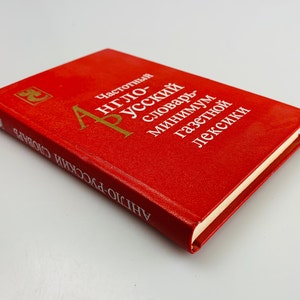 Частотный
Англо-
Русский
словарь-
минимум
газетной
лексики
АНГЛО-РУССКИЙ СЛОВАРЬ